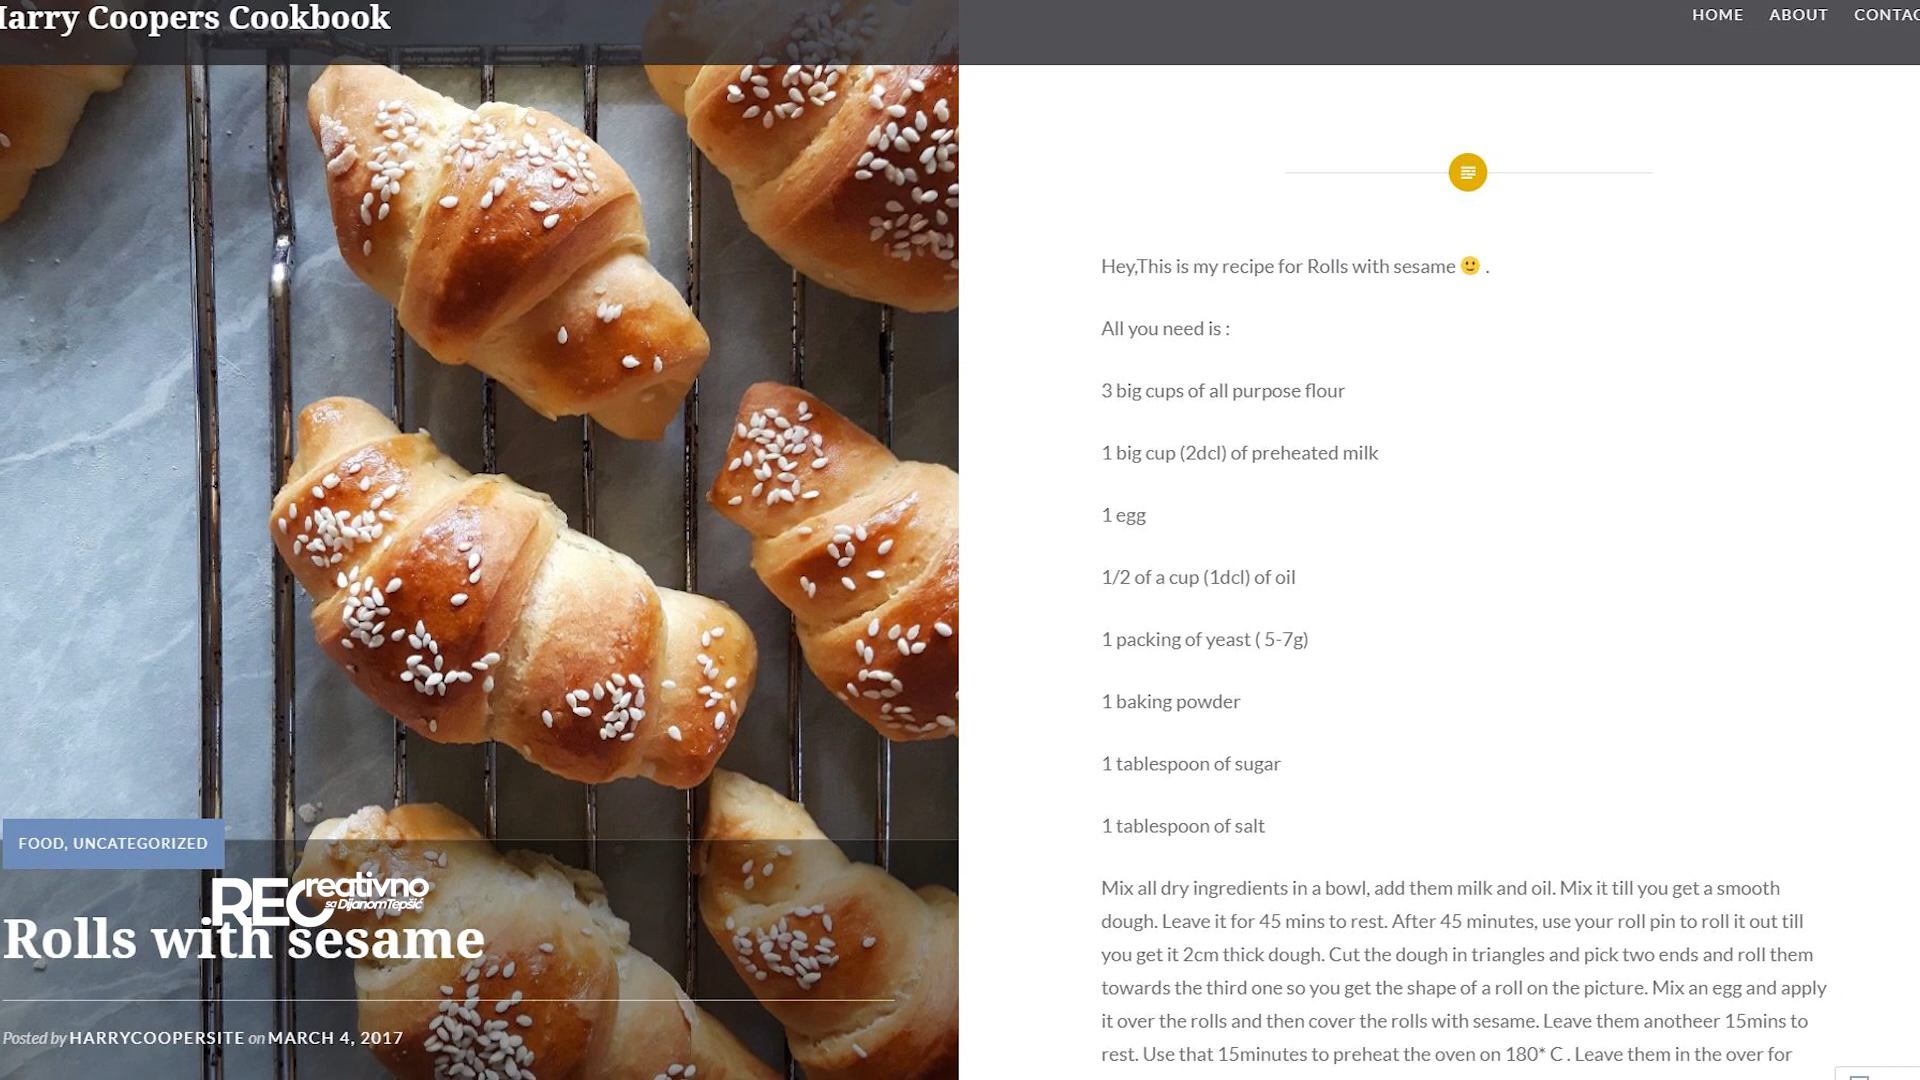 Harry Coopers Cookbook
HOME ABOUT
Hey,This is my recipe for Rolls with sesame 🙂 .
All you need is :
3 big cups of all purpose flour
1 big cup (2dcl) of preheated milk
1 egg
1/2 of a cup (1dcl) of oil
1 packing of yeast ( 5-7g)
1 baking powder
1 tablespoon of sugar
1 tablespoon of salt
Mix all dry ingredients in a bowl, add them milk and oil. Mix it till you get a smooth
dough. Leave it for 45 mins to rest. After 45 minutes, use your roll pin to roll it out till
you get it 2cm thick dough. Cut the dough in triangles and pick two ends and roll them
towards the third one so you get the shape of a roll on the picture. Mix an egg and apply
it over the rolls and then cover the rolls with sesame. Leave them anotheer 15mins to
rest. Use that 15minutes to preheat the oven on 180* C . Leave them in the over for
FOOD, UNCATEGORIZED
RECreativno
sa Dijanom Tepšić
Rolls with sesame
Posted by HARRYCOOPERSITE on MARCH 4, 2017